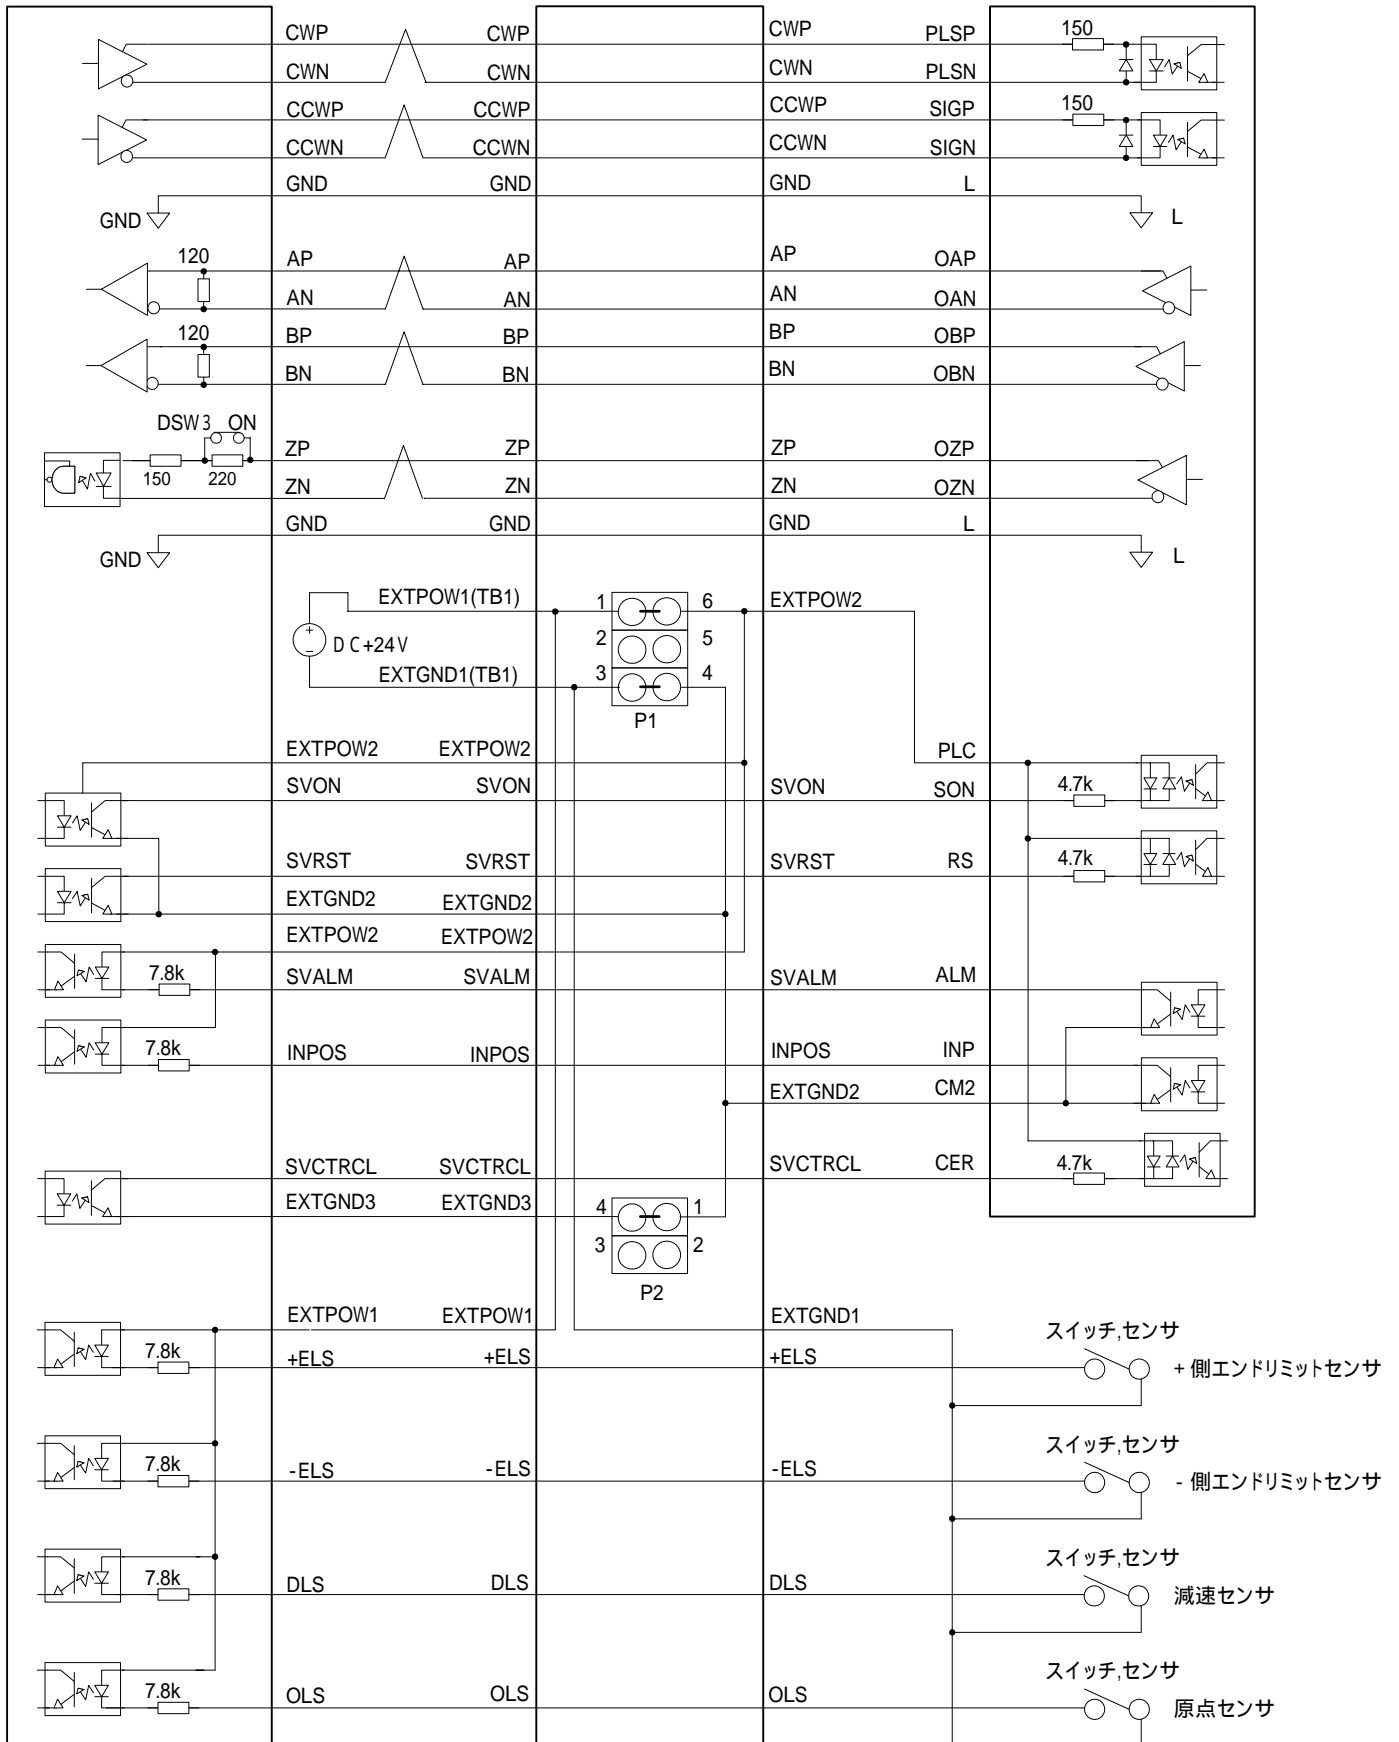 CWP CWP CWP PLSP 150
CWN CWN CWN PLSN
CCWP CCWP CCWP SIGP 150
CCWN CCWN CCWN SIGN
GND GND GND L
GND L
120 AP AP AP OAP
AN AN AN OAN
120 BP BP BP OBP
BN BN BN OBN
DSW3 ON
ZP ZP ZP OZP
150 220 ZN ZN ZN OZN
GND GND GND L
GND L
EXTPOW1(TB1) 1 6 EXTPOW2
+ - DC+24V 2 5
EXTGND1(TB1) 3 4
P1
EXTPOW2 EXTPOW2 PLC
SVON SVON SVON SON 4.7k
SVRST SVRST SVRST RS 4.7k
EXTGND2 EXTGND2
EXTPOW2 EXTPOW2
7.8k SVALM SVALM SVALM ALM
7.8k INPOS INPOS INPOS INP
EXTGND2 CM2
SVCTRCL SVCTRCL SVCTRCL CER 4.7k
EXTGND3 EXTGND3 4 1
3 2
P2
EXTPOW1 EXTPOW1 EXTGND1
スイッチ,センサ
7.8k +ELS +ELS +ELS +側エンドリミットセンサ
スイッチ,センサ
7.8k -ELS -ELS -ELS -側エンドリミットセンサ
スイッチ,センサ
7.8k DLS DLS DLS 減速センサ
スイッチ,センサ
7.8k OLS OLS OLS 原点センサ